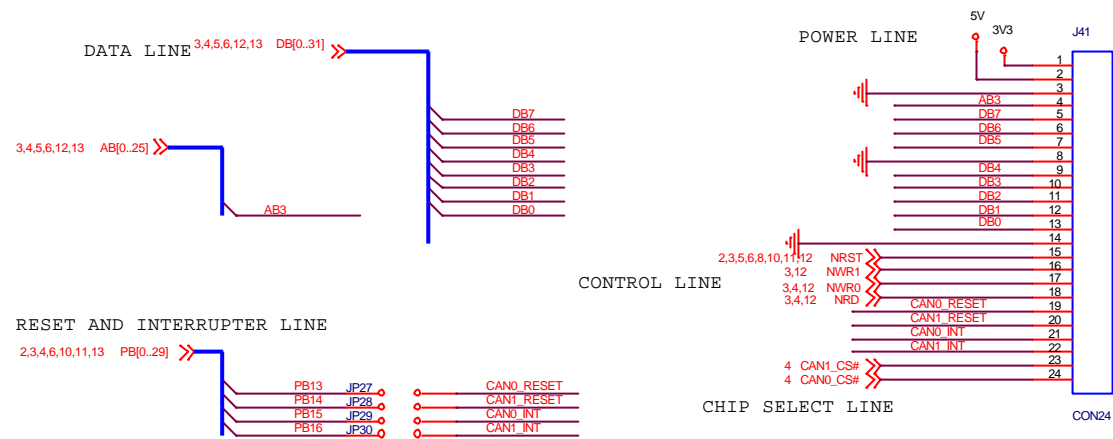 DATA LINE 3,4,5,6,12,13 DB[0..31]
DB7
DB6
DB5
DB4
DB3
DB2
DB1
DB0
3,4,5,6,12,13 AB[0..25]
AB3
RESET AND INTERRUPTER LINE
2,3,4,6,10,11,13 PB[0..29]
PB13 JP27 CAN0_RESET
PB14 JP28 CAN1_RESET
PB15 JP29 CAN0_INT
PB16 JP30 CAN1_INT
POWER LINE
5V
3V3
J41
1
2
3
AB3 4
DB7 5
DB6 6
DB5 7
8
DB4 9
DB3 10
DB2 11
DB1 12
DB0 13
14
CONTROL LINE
2,3,5,6,8,10,11,12 NRST 15
3,12 NWR1 16
3,4,12 NWR0 17
3,4,12 NRD 18
CAN0_RESET 19
CAN1_RESET 20
CAN0_INT 21
CAN1_INT 22
4 CAN1_CS# 23
4 CAN0_CS# 24
CHIP SELECT LINE
CON24